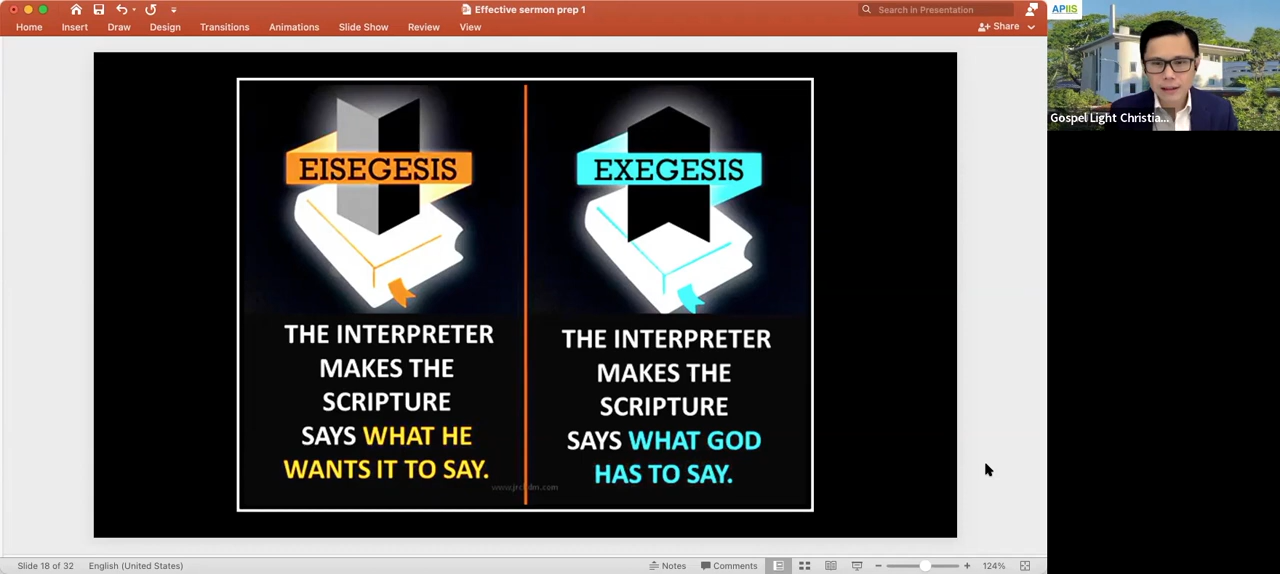 Effective sermon prep 1
Search in Presentation
Home Insert Draw Design Transitions Animations Slide Show Review View
Share
APIIS
Gospel Light Christia...
EISEGESIS
THE INTERPRETER
MAKES THE
SCRIPTURE
SAYS WHAT HE
WANTS IT TO SAY.
EXEGESIS
THE INTERPRETER
MAKES THE
SCRIPTURE
SAYS WHAT GOD
HAS TO SAY.
Slide 18 of 32 English (United States)
Notes Comments
124%